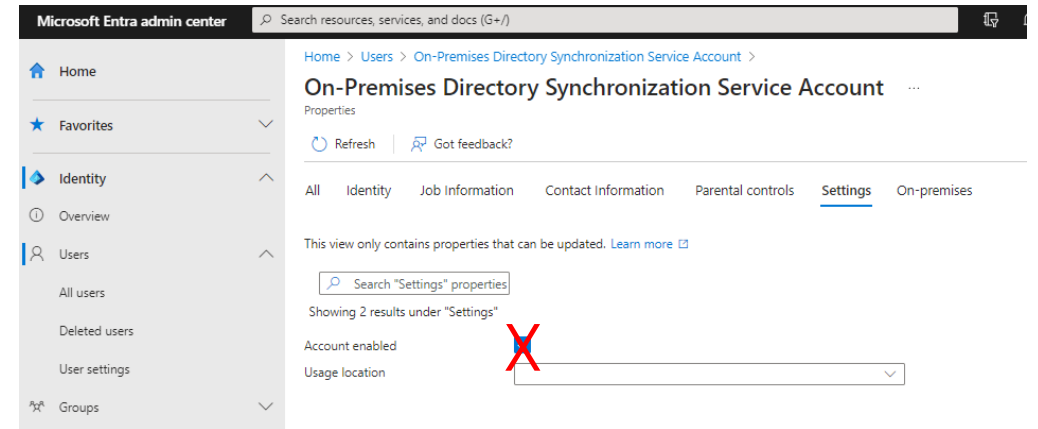 Microsoft Entra admin center
Search resources, services, and docs (G+/)
Home
Favorites
Identity
Overview
Users
All users
Deleted users
User settings
Groups
Home > Users > On-Premises Directory Synchronization Service Account >
On-Premises Directory Synchronization Service Account ...
Properties
Refresh
Got feedback?
All Identity Job Information Contact Information Parental controls Settings On-premises
This view only contains properties that can be updated. Learn more
Search "Settings" properties
Showing 2 results under "Settings"
Account enabled
X
Usage location